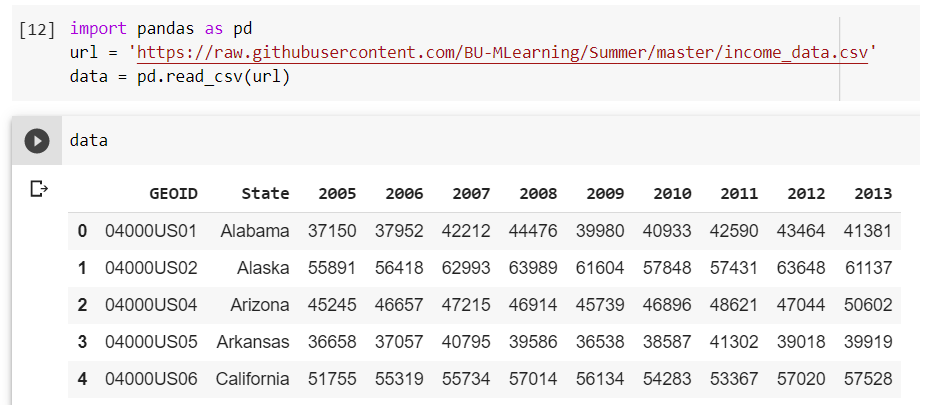 [12] import pandas as pd
url = 'https://raw.githubusercontent.com/BU-MLearning/Summer/master/income_data.csv'
data = pd.read_csv(url)
data
GEOID State 2005 2006 2007 2008 2009 2010 2011 2012 2013
0 04000US01 Alabama 37150 37952 42212 44476 39980 40933 42590 43464 41381
1 04000US02 Alaska 55891 56418 62993 63989 61604 57848 57431 63648 61137
2 04000US04 Arizona 45245 46657 47215 46914 45739 46896 48621 47044 50602
3 04000US05 Arkansas 36658 37057 40795 39586 36538 38587 41302 39018 39919
4 04000US06 California 51755 55319 55734 57014 56134 54283 53367 57020 57528